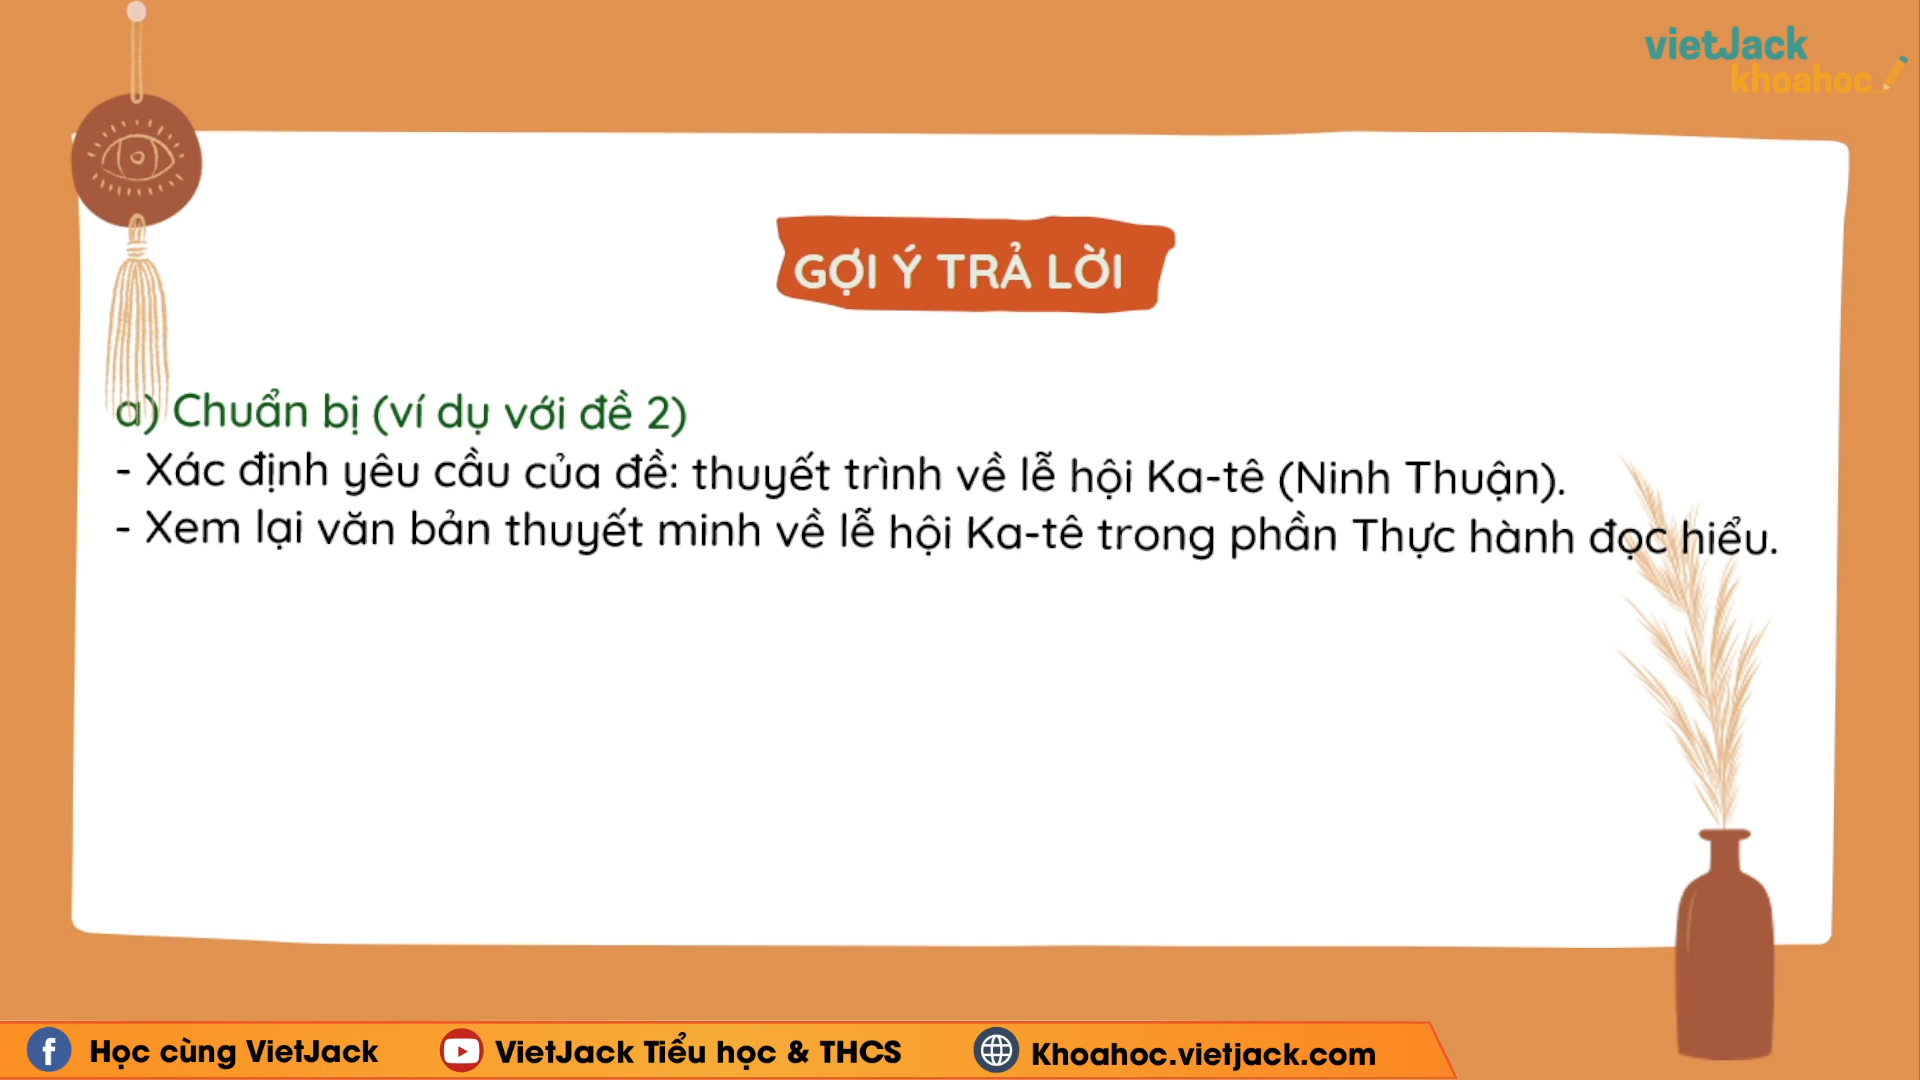 vietJack
khoahoc
GỢI Ý TRẢ LỜI
a) Chuẩn bị (ví dụ với đề 2)
- Xác định yêu cầu của đề: thuyết trình về lễ hội Ka-tê (Ninh Thuận).
- Xem lại văn bản thuyết minh về lễ hội Ka-tê trong phần Thực hành đọc hiểu.
Học cùng VietJack
VietJack Tiểu học & THCS
Khoahoc.vietjack.com